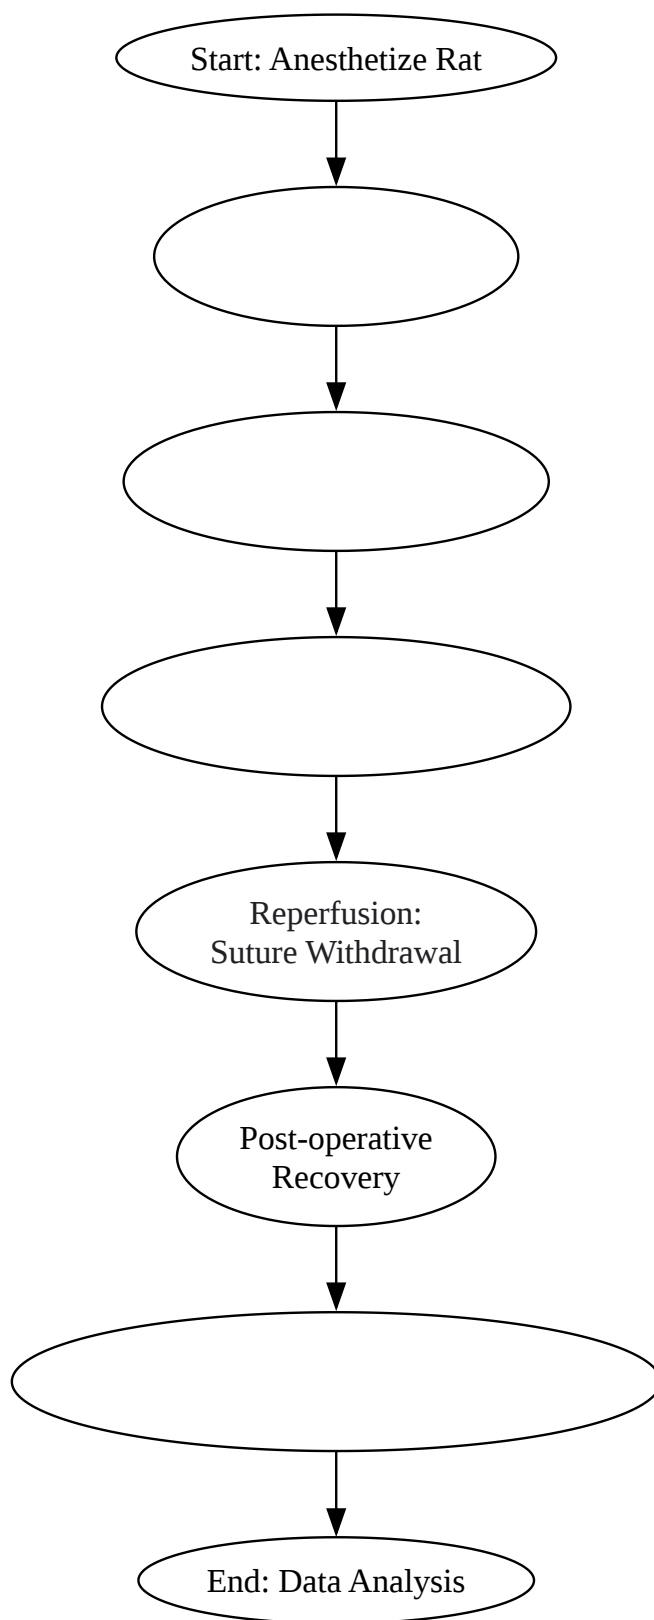 Start: Anesthetize Rat
Reperfusion:
Suture Withdrawal
Post-operative
Recovery
End: Data Analysis